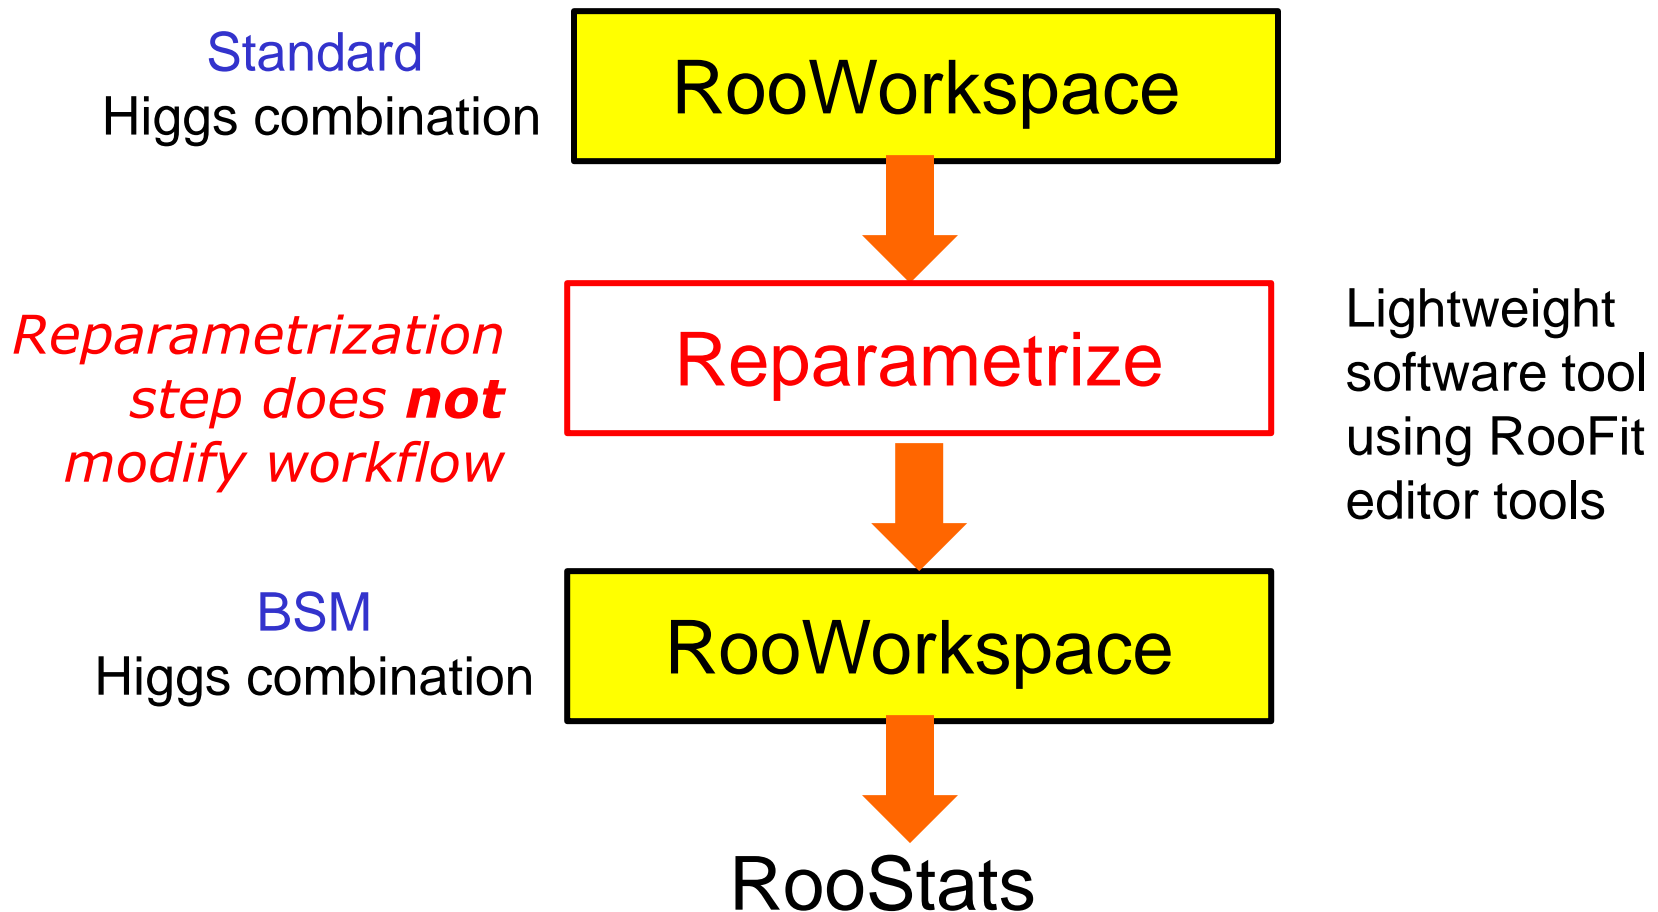 Standard
Higgs combination
RooWorkspace
Reparametrization
step does not
modify workflow
Reparametrize
Lightweight
software tool
using RooFit
editor tools
BSM
Higgs combination
RooWorkspace
RooStats